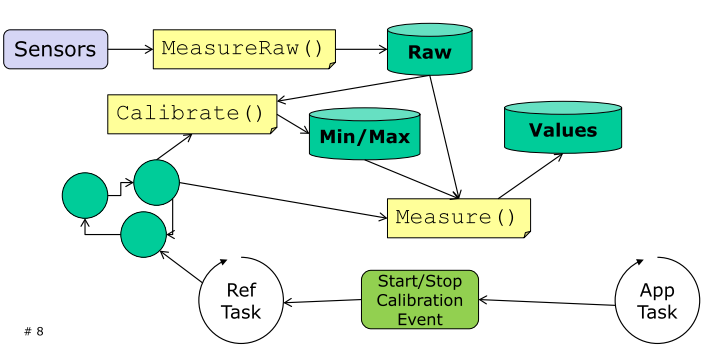 Sensors
MeasureRaw()
Raw
Calibrate()
Min/Max
Values
Measure()
Ref
Task
Start/Stop
Calibration
Event
App
Task
# 8